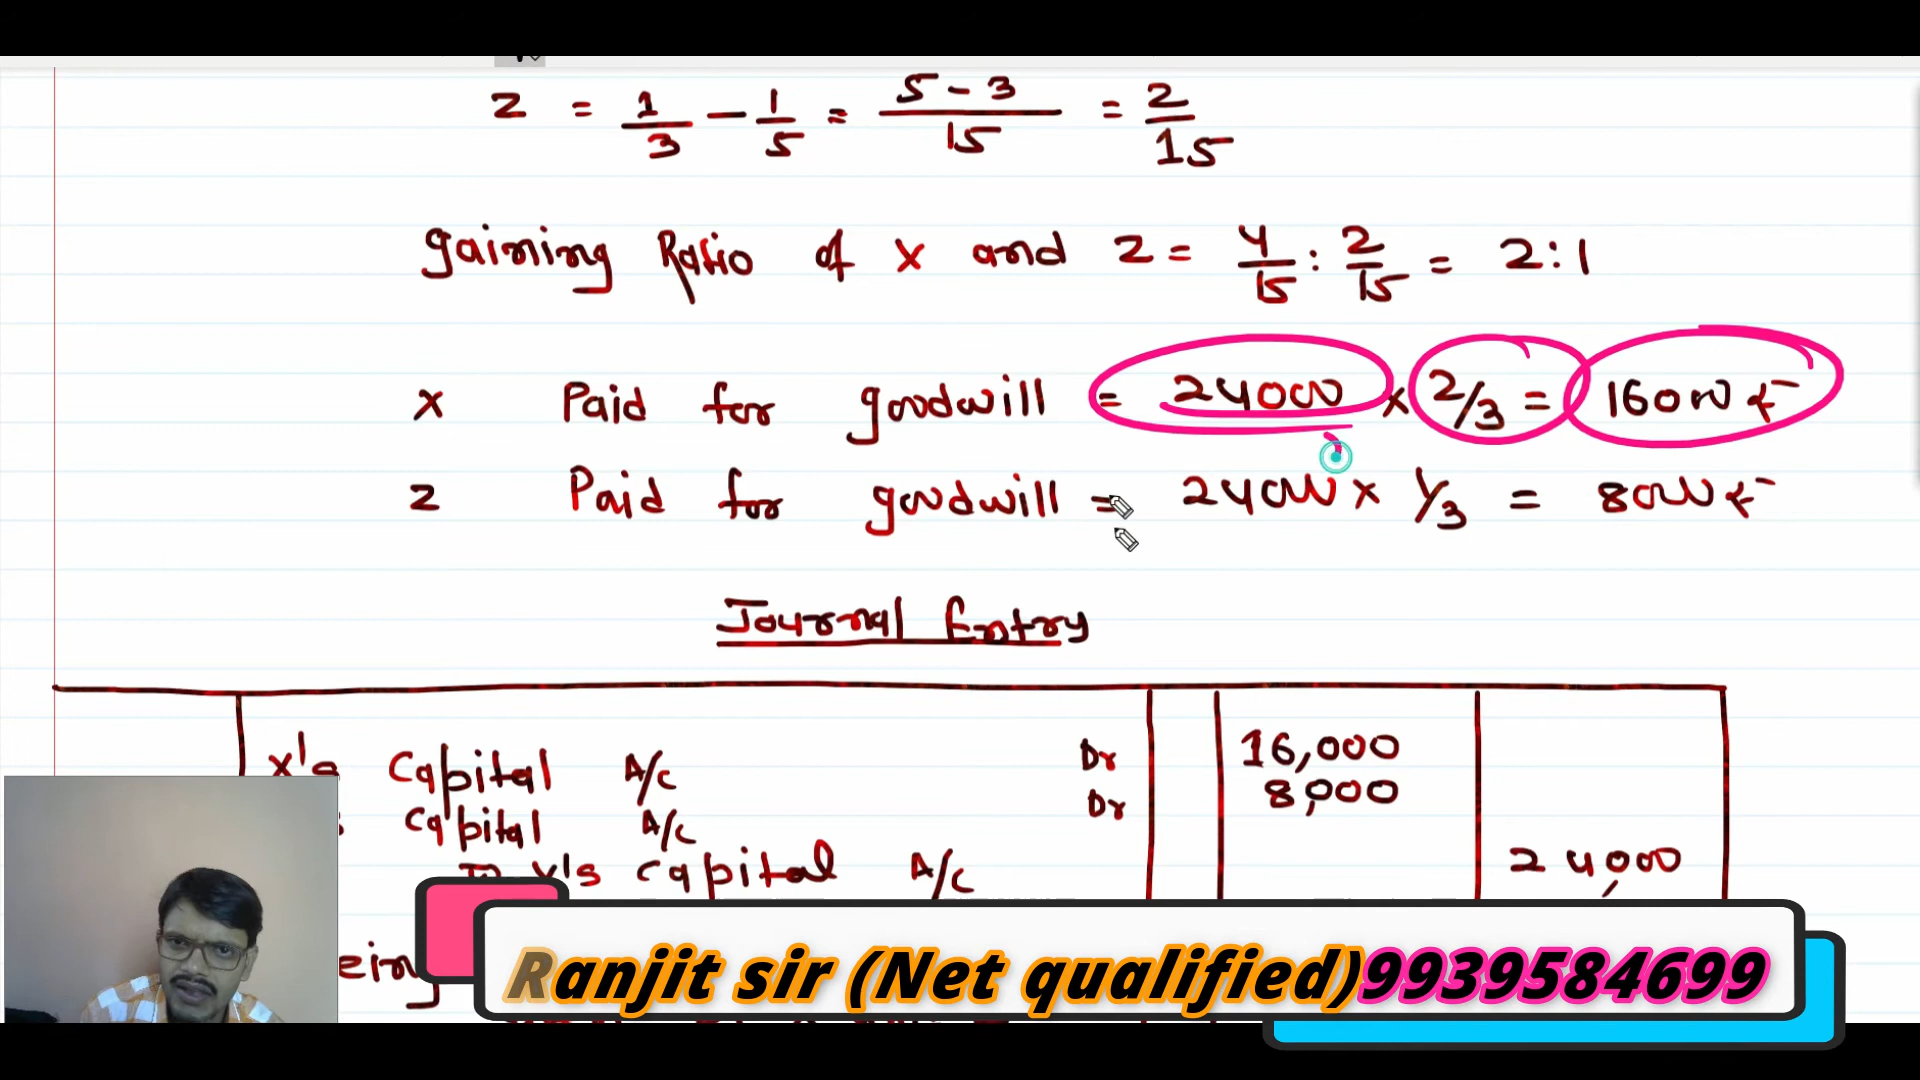 Z = 1/3 - 1/5 = 5-3/15 = 2/15
Gaining Ratio of X and Z = 4/15 : 2/15 = 2:1
X Paid for goodwill = 24000 x 2/3 = 16000 ₹
Z Paid for goodwill = 24000 x 1/3 = 8000 ₹
Journal Entry
X's Capital A/c Dr 16,000
Capital A/c Dr 8,000
To Y's Capital A/c 24,000
Ranjit sir (Net qualified)9939584699